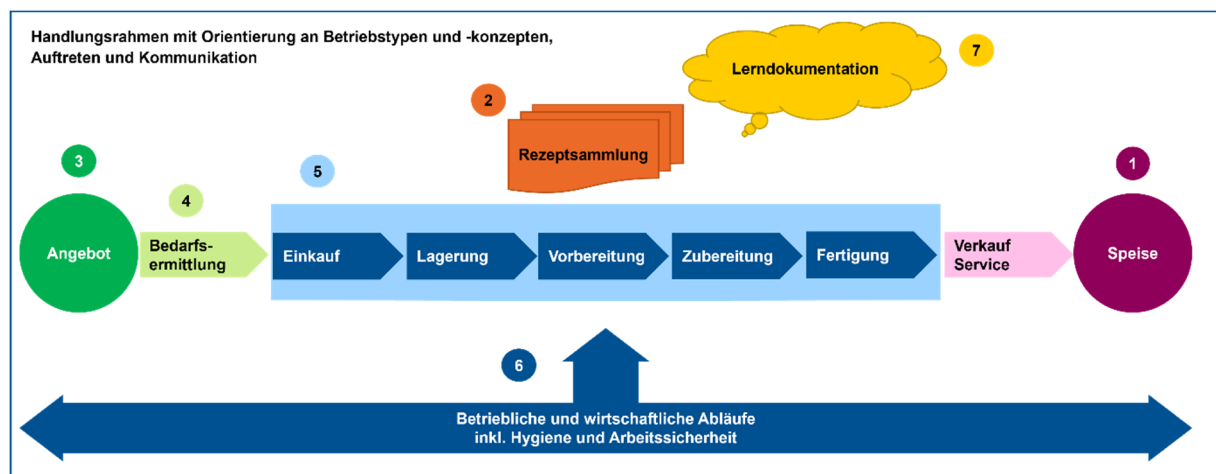 Handlungsrahmen mit Orientierung an Betriebstypen und -konzepten,
Auftreten und Kommunikation
7
Lerndokumentation
2
Rezeptsammlung
3
5
1
4
Angebot
Bedarfs-
ermittlung
Einkauf
Lagerung
Vorbereitung
Zubereitung
Fertigung
Verkauf
Service
Speise
6
Betriebliche und wirtschaftliche Abläufe
inkl. Hygiene und Arbeitssicherheit